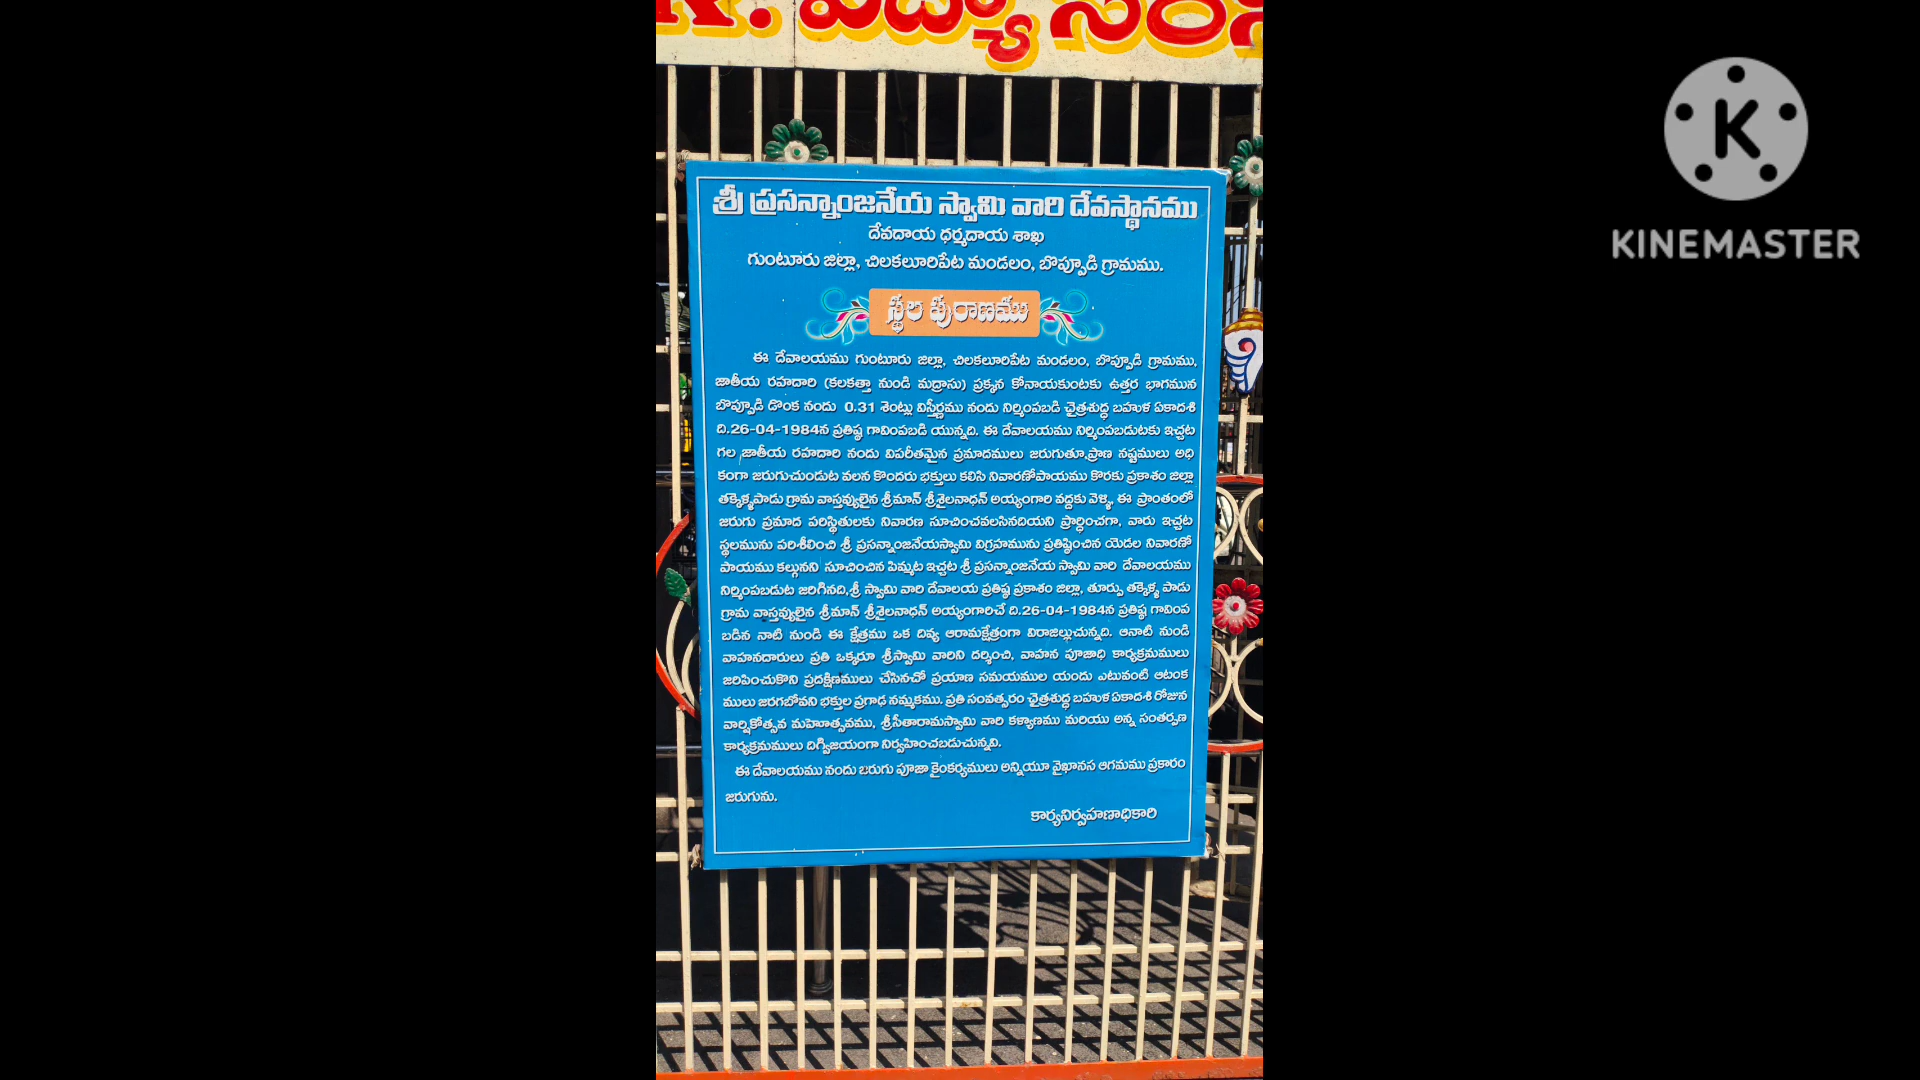 K. విద్యా సరస
KINEMASTER
శ్రీ ప్రసన్నాంజనేయ స్వామి వారి దేవస్థానము
దేవదాయ ధర్మదాయ శాఖ
గుంటూరు జిల్లా, చిలకలూరిపేట మండలం, బొప్పూడి గ్రామము.
స్థల పురాణము
ఈ దేవాలయము గుంటూరు జిల్లా, చిలకలూరిపేట మండలం, బొప్పూడి గ్రామము,
జాతీయ రహదారి (కలకత్తా నుండి మద్రాసు) ప్రక్కన కోనాయకుంటకు ఉత్తర భాగమున
బొప్పూడి డొంక నందు 0.31 శెంట్లు విస్తీర్ణము నందు నిర్మింపబడి చైత్రశుద్ధ బహుళ ఏకాదశి
ది.26-04-1984న ప్రతిష్ఠ గావింపబడి యున్నది. ఈ దేవాలయము నిర్మింపబడుటకు ఇచ్చట
గల జాతీయ రహదారి నందు విపరీతమైన ప్రమాదములు జరుగుతూ,ప్రాణ నష్టములు అధి
కంగా జరుగుచుండుట వలన కొందరు భక్తులు కలిసి నివారణోపాయము కొరకు ప్రకాశం జిల్లా
తక్కెళ్ళపాడు గ్రామ వాస్తవ్యులైన శ్రీమాన్ శ్రీశైలనాధన్ అయ్యంగారి వద్దకు వెళ్ళి, ఈ ప్రాంతంలో
జరుగు ప్రమాద పరిస్థితులకు నివారణ సూచించవలసినదియని ప్రార్ధించగా, వారు ఇచ్చట
స్థలమును పరిశీలించి శ్రీ ప్రసన్నాంజనేయస్వామి విగ్రహమును ప్రతిష్ఠించిన యెడల నివారణో
పాయము కల్గునని సూచించిన పిమ్మట ఇచ్చట శ్రీ ప్రసన్నాంజనేయ స్వామి వారి దేవాలయము
నిర్మింపబడుట జరిగినది,శ్రీ స్వామి వారి దేవాలయ ప్రతిష్ఠ ప్రకాశం జిల్లా, తూర్పు తక్కెళ్ళ పాడు
గ్రామ వాస్తవ్యులైన శ్రీమాన్ శ్రీశైలనాధన్ అయ్యంగారిచే ది.26-04-1984న ప్రతిష్ఠ గావింప
బడిన నాటి నుండి ఈ క్షేత్రము ఒక దివ్య ఆరామక్షేత్రంగా విరాజిల్లుచున్నది. ఆనాటి నుండి
వాహనదారులు ప్రతి ఒక్కరూ శ్రీస్వామి వారిని దర్శించి, వాహన పూజాధి కార్యక్రమములు
జరిపించుకొని ప్రదక్షిణములు చేసినచో ప్రయాణ సమయముల యందు ఎటువంటి ఆటంక
ములు జరగబోవని భక్తుల ప్రగాఢ నమ్మకము. ప్రతి సంవత్సరం చైత్రశుద్ధ బహుళ ఏకాదశి రోజున
వార్షికోత్సవ మహెూత్సవము, శ్రీసీతారామస్వామి వారి కళ్యాణము మరియు అన్న సంతర్పణ
కార్యక్రమములు దిగ్విజయంగా నిర్వహించబడుచున్నవి.
ఈ దేవాలయము నందు జరుగు పూజా కైంకర్యములు అన్నియూ వైఖానస ఆగమము ప్రకారం
జరుగును.
కార్యనిర్వహణాధికారి